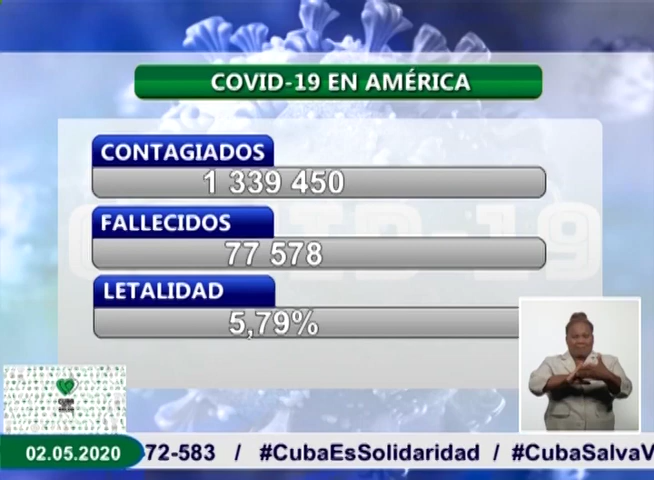 COVID-19 EN AMÉRICA
CONTAGIADOS
1 339 450
FALLECIDOS
77 578
LETALIDAD
5,79%
02.05.2020
72-583 / #CubaEsSolidaridad / #CubaSalvaV